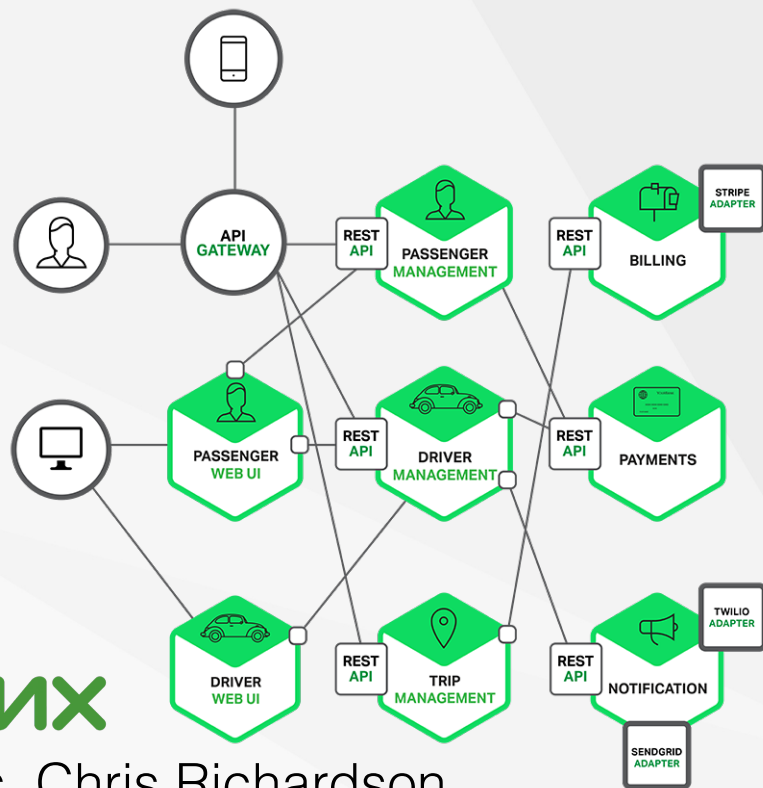 API
GATEWAY
REST
API
PASSENGER
MANAGEMENT
REST
API
BILLING
STRIPE
ADAPTER
PASSENGER
WEB UI
REST
API
DRIVER
MANAGEMENT
REST
API
PAYMENTS
DRIVER
WEB UI
REST
API
TRIP
MANAGEMENT
REST
API
NOTIFICATION
TWILIO
ADAPTER
SENDGRID
ADAPTER
Chris Richardson